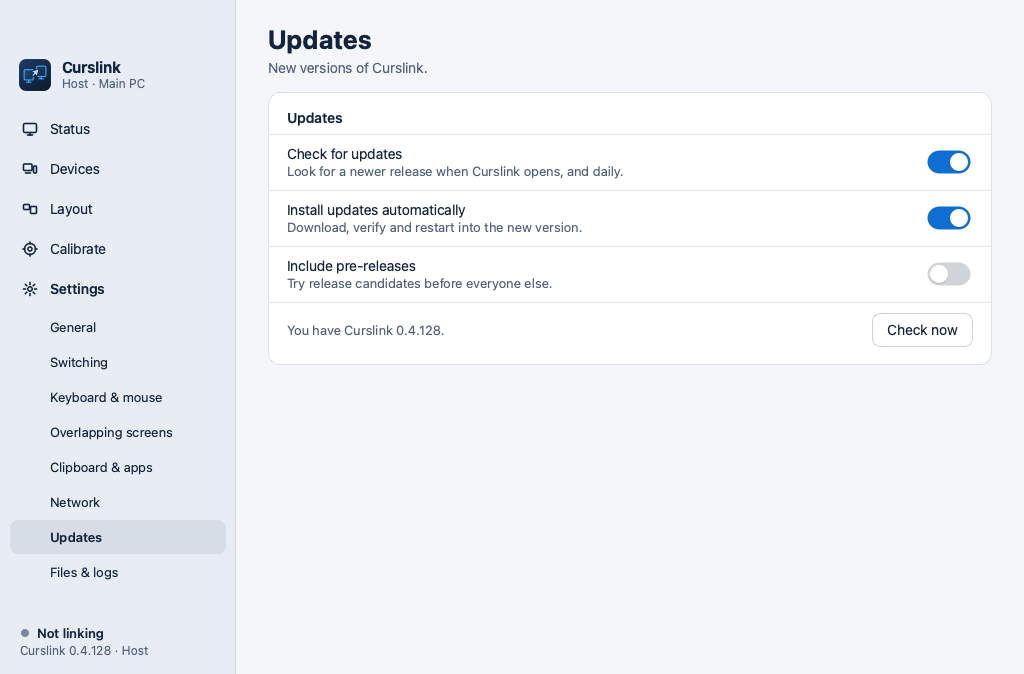 Curslink
Host · Main PC
Status
Devices
Layout
Calibrate
Settings
General
Switching
Keyboard & mouse
Overlapping screens
Clipboard & apps
Network
Updates
Files & logs
Not linking
Curslink 0.4.128 · Host
Updates
New versions of Curslink.
Updates
Check for updates
Look for a newer release when Curslink opens, and daily.
Install updates automatically
Download, verify and restart into the new version.
Include pre-releases
Try release candidates before everyone else.
You have Curslink 0.4.128.
Check now